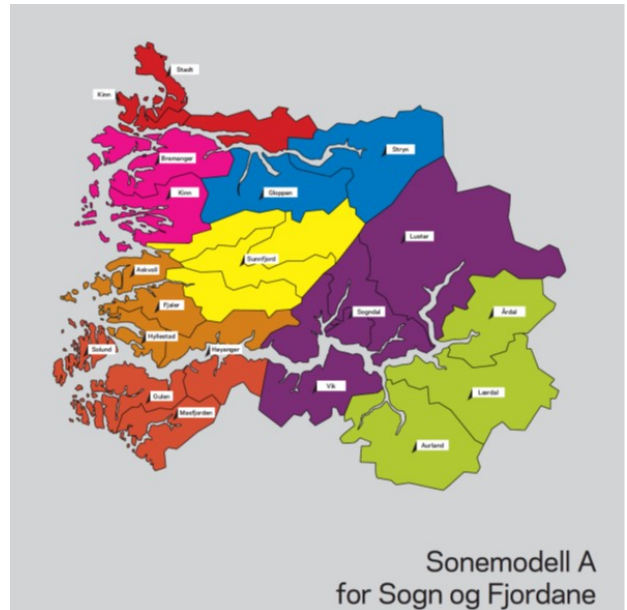 Stadt
Kinn
Bremanger
Stryn
Gloppen
Kinn
Luster
Sunnfjord
Askvoll
Årdal
Fjaler
Sogndal
Hyllestad
Solund
Høyanger
Vik
Lærdal
Gulen
Masfjorden
Aurland
Sonemodell A
for Sogn og Fjordane